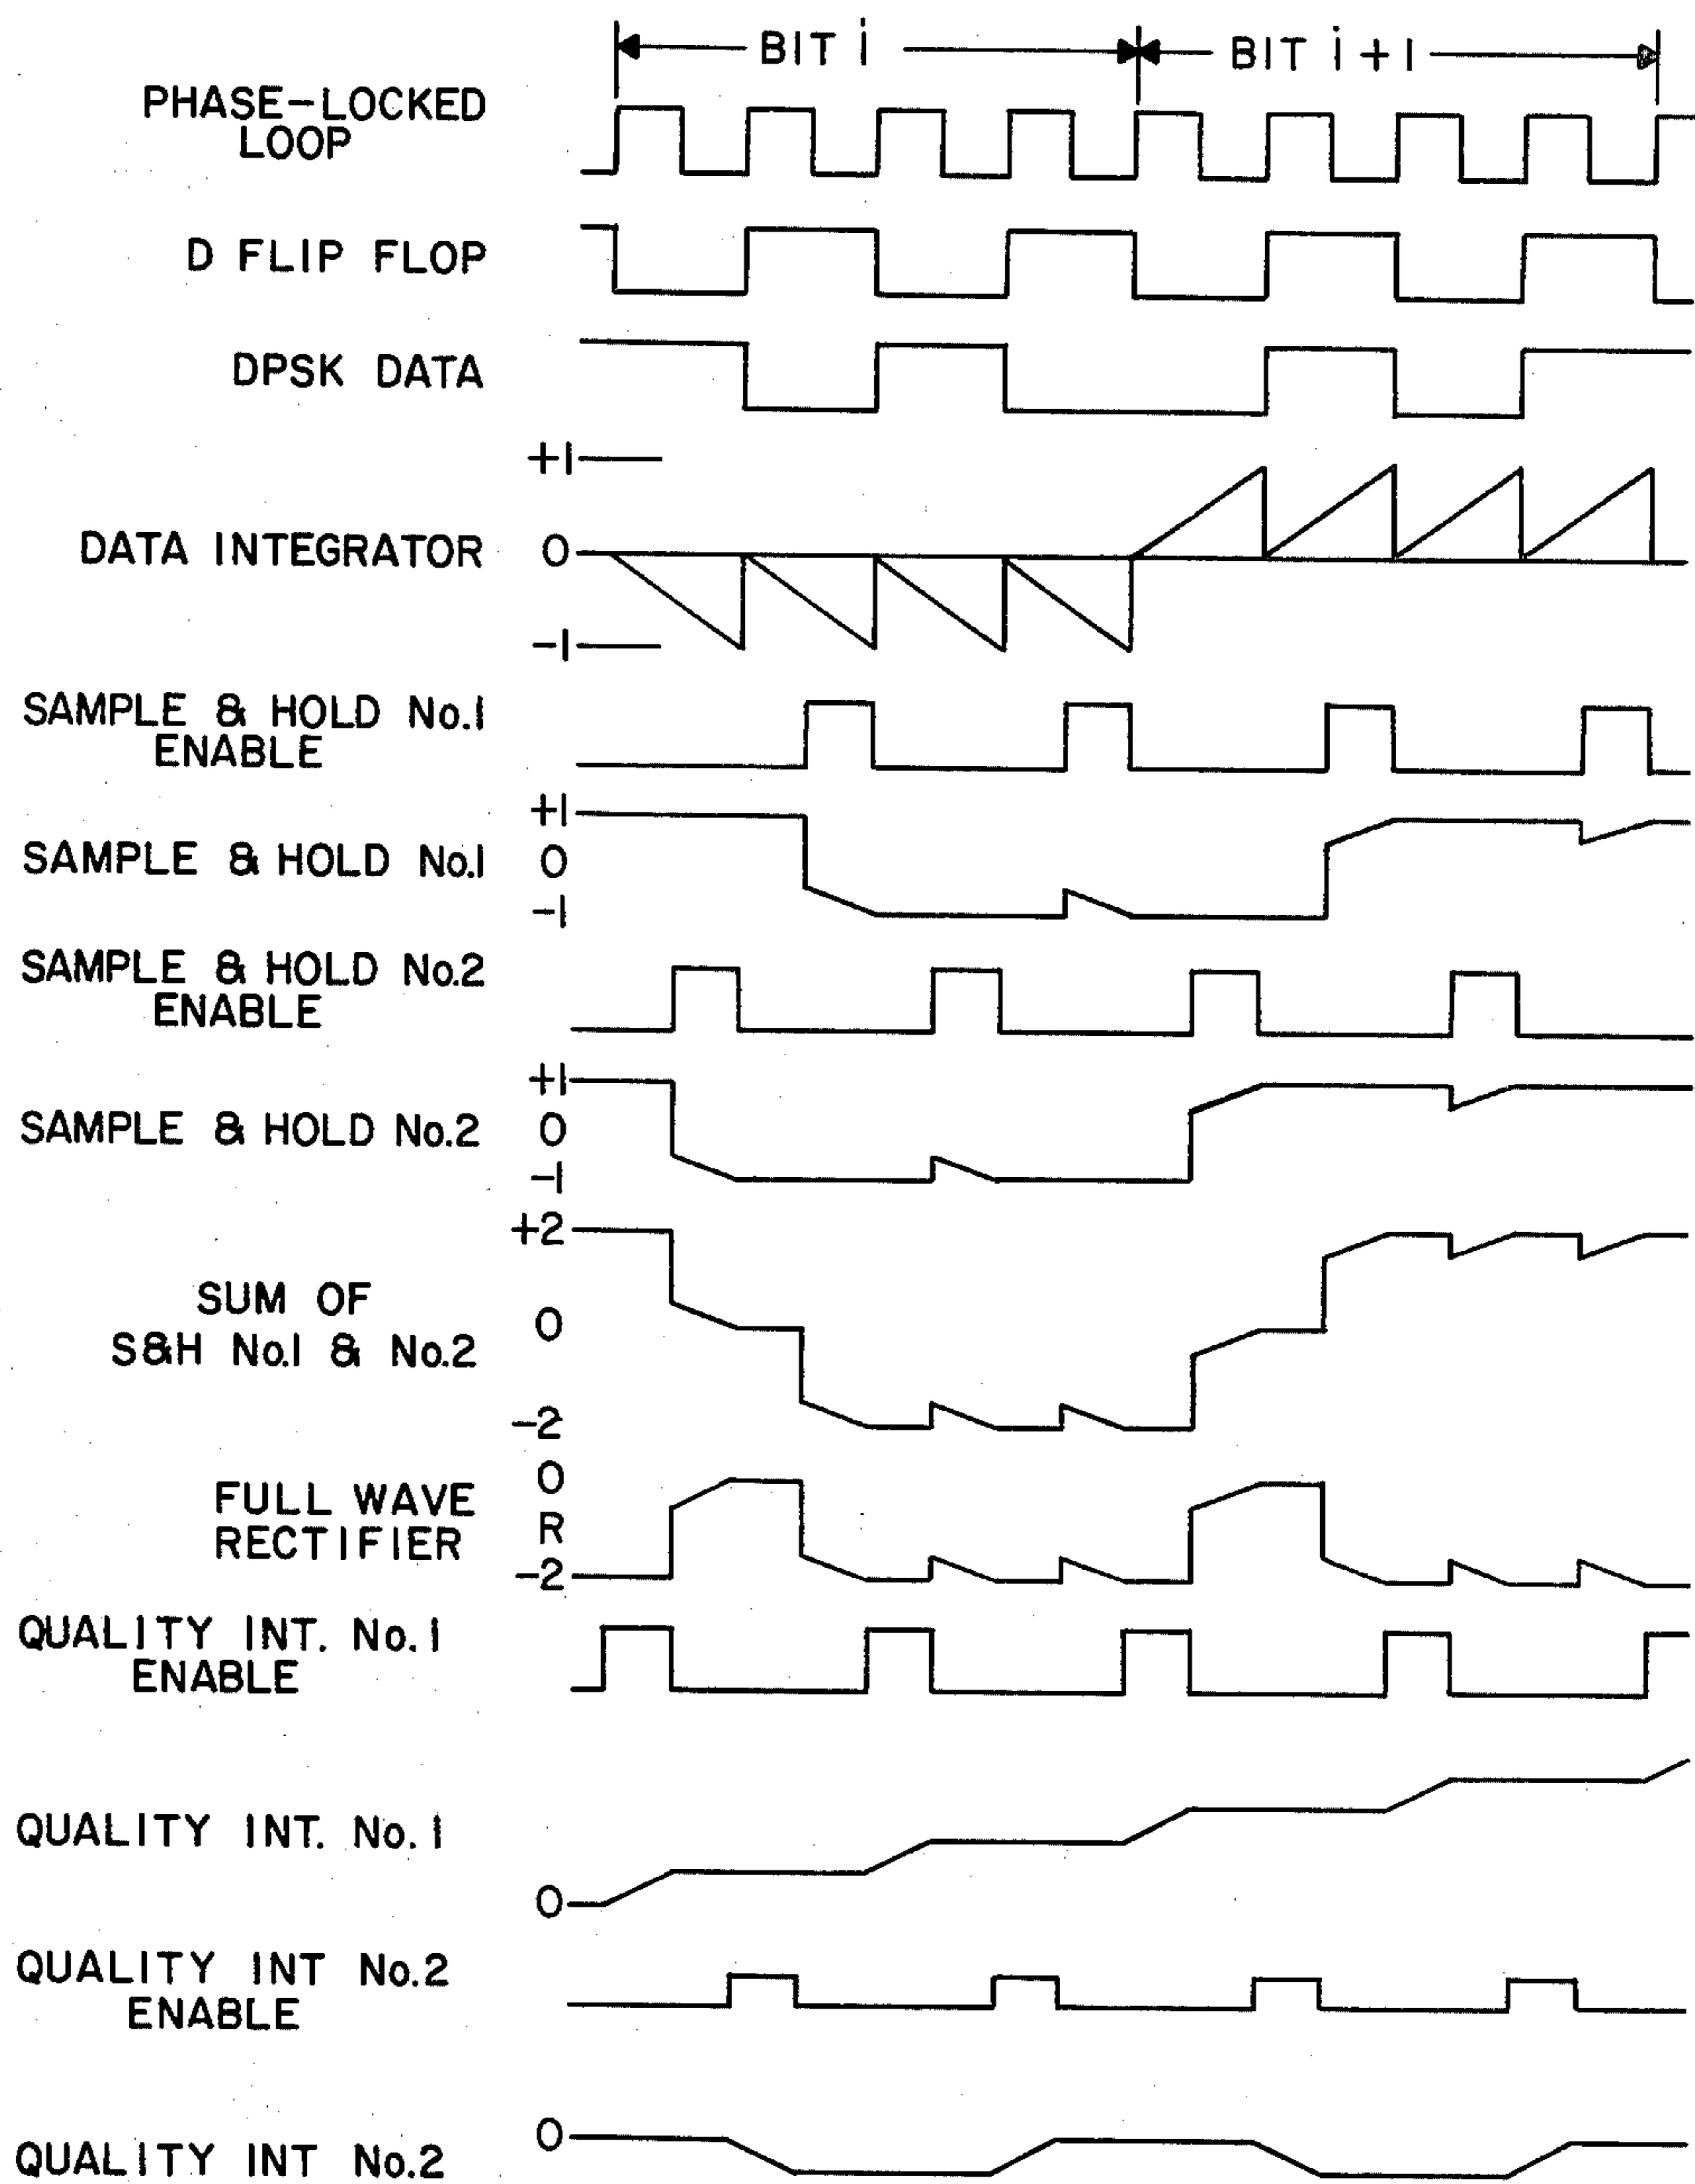 BIT i BIT i+1
PHASE-LOCKED
LOOP
D FLIP FLOP
DPSK DATA
+1
DATA INTEGRATOR 0
-1
SAMPLE & HOLD No.1
ENABLE
+1
SAMPLE & HOLD No.1 0
-1
SAMPLE & HOLD No.2
ENABLE
+1
SAMPLE & HOLD No.2 0
-1
+2
SUM OF
0
S&H No.1 & No.2
-2
0
FULL WAVE
R
RECTIFIER
-2
QUALITY INT. No.1
ENABLE
QUALITY INT. No.1
0
QUALITY INT No.2
ENABLE
0
QUALITY INT No.2